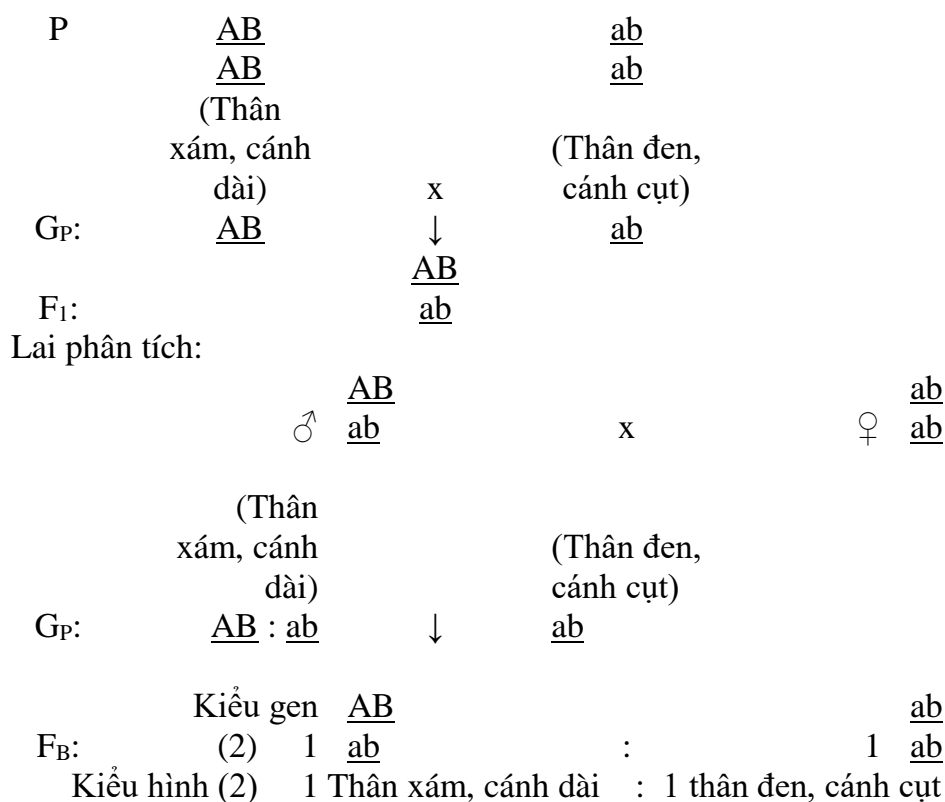 P AB ab
AB ab
(Thân
xám, cánh (Thân đen,
dài) x cánh cụt)
GP: AB ↓ ab
AB
F1: ab
Lai phân tích:
AB ab
♂ ab x ♀ ab
(Thân
xám, cánh (Thân đen,
dài) cánh cụt)
GP: AB : ab ↓ ab
Kiểu gen AB ab
FB: (2) 1 ab : 1 ab
Kiểu hình (2) 1 Thân xám, cánh dài : 1 thân đen, cánh cụt